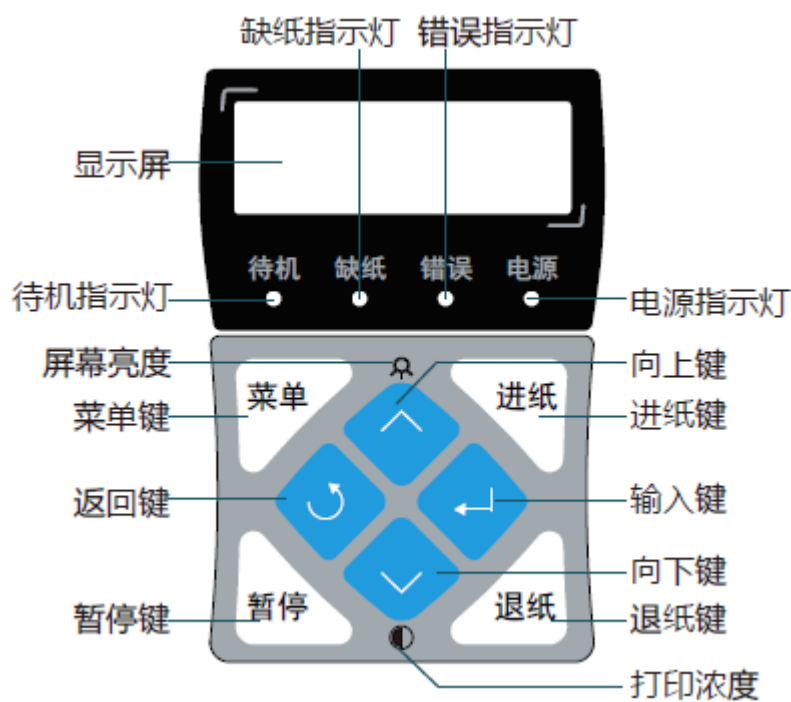 缺纸指示灯 错误指示灯
显示屏
待机 缺纸 错误 电源
待机指示灯
电源指示灯
屏幕亮度
向上键
菜单
进纸
菜单键
进纸键
返回键
输入键
向下键
暂停
退纸
暂停键
退纸键
打印浓度